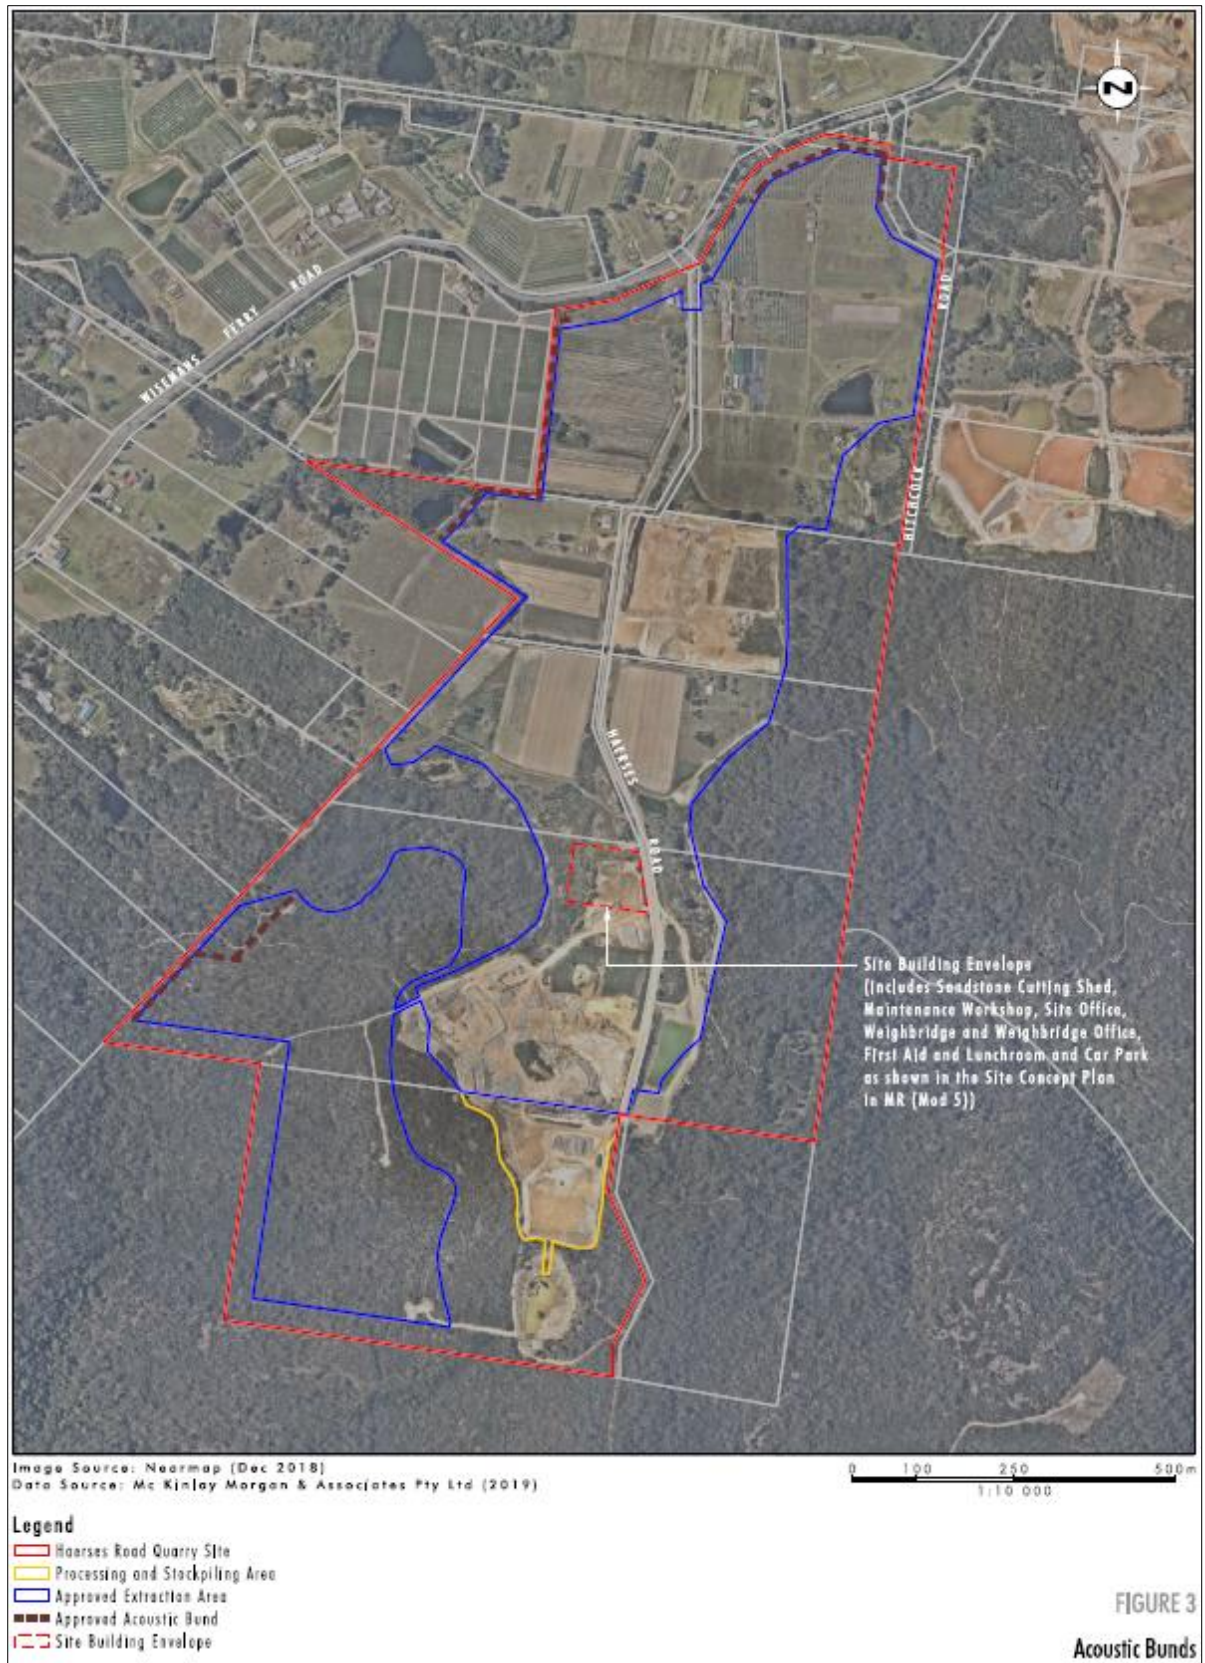 N
WISEMANS FERRY ROAD
HITCHCOCK ROAD
HAERSES ROAD
Site Building Envelope
(includes Sandstone Cutting Shed,
Maintenance Workshop, Site Office,
Weighbridge and Weighbridge Office,
First Aid and Lunchroom and Car Park
as shown in the Site Concept Plan
in MR (Mod 5))
Image Source: Nearmap (Dec 2018)
Data Source: Mc Kinlay Morgan & Associates Pty Ltd (2019)
0 100 250 500m
1:10 000
Legend
Haerses Road Quarry Site
Processing and Stockpiling Area
Approved Extraction Area
Approved Acoustic Bund
Site Building Envelope
FIGURE 3
Acoustic Bunds